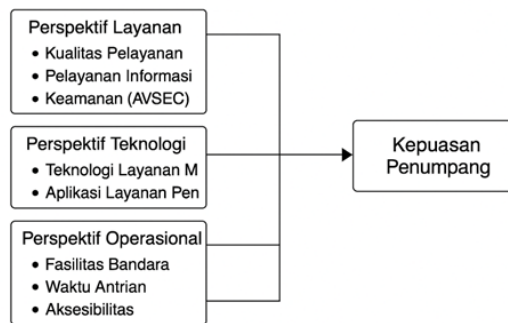 Perspektif Layanan
• Kualitas Pelayanan
• Pelayanan Informasi
• Keamanan (AVSEC)
Perspektif Teknologi
• Teknologi Layanan M
• Aplikasi Layanan Pen
Perspektif Operasional
• Fasilitas Bandara
• Waktu Antrian
• Aksesibilitas
Kepuasan
Penumpang